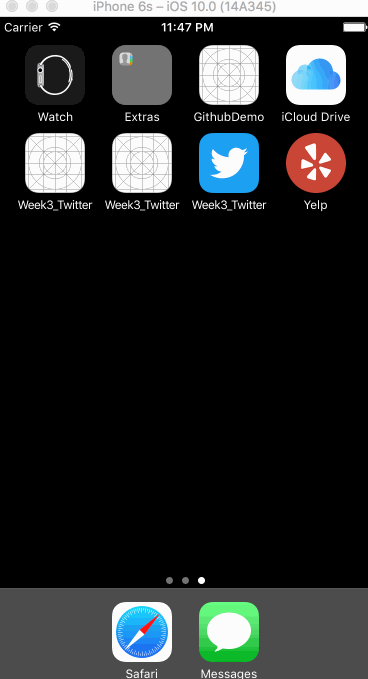 iPhone 6s – iOS 10.0 (14A345)
Carrier 11:47 PM
Watch Extras GithubDemo iCloud Drive
Week3_Twitter Week3_Twitter Week3_Twitter Yelp
Safari Messages